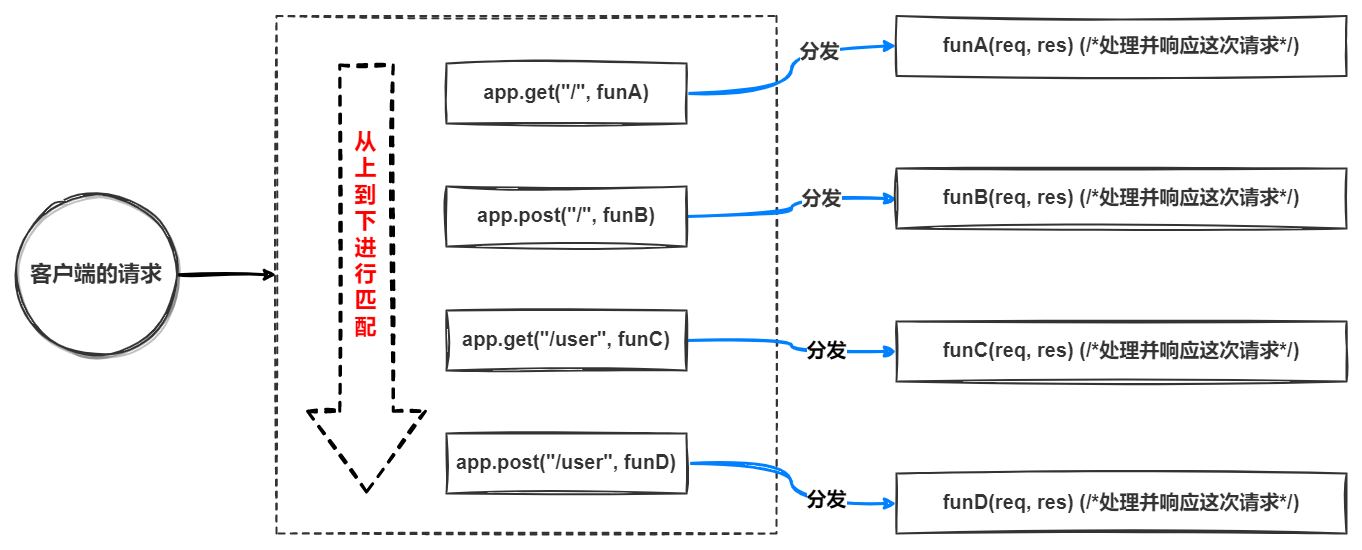 客户端的请求
从
上
到
下
进
行
匹
配
app.get("/", funA)
分发
funA(req, res) (/*处理并响应这次请求*/)
app.post("/", funB)
分发
funB(req, res) (/*处理并响应这次请求*/)
app.get("/user", funC)
分发
funC(req, res) (/*处理并响应这次请求*/)
app.post("/user", funD)
分发
funD(req, res) (/*处理并响应这次请求*/)